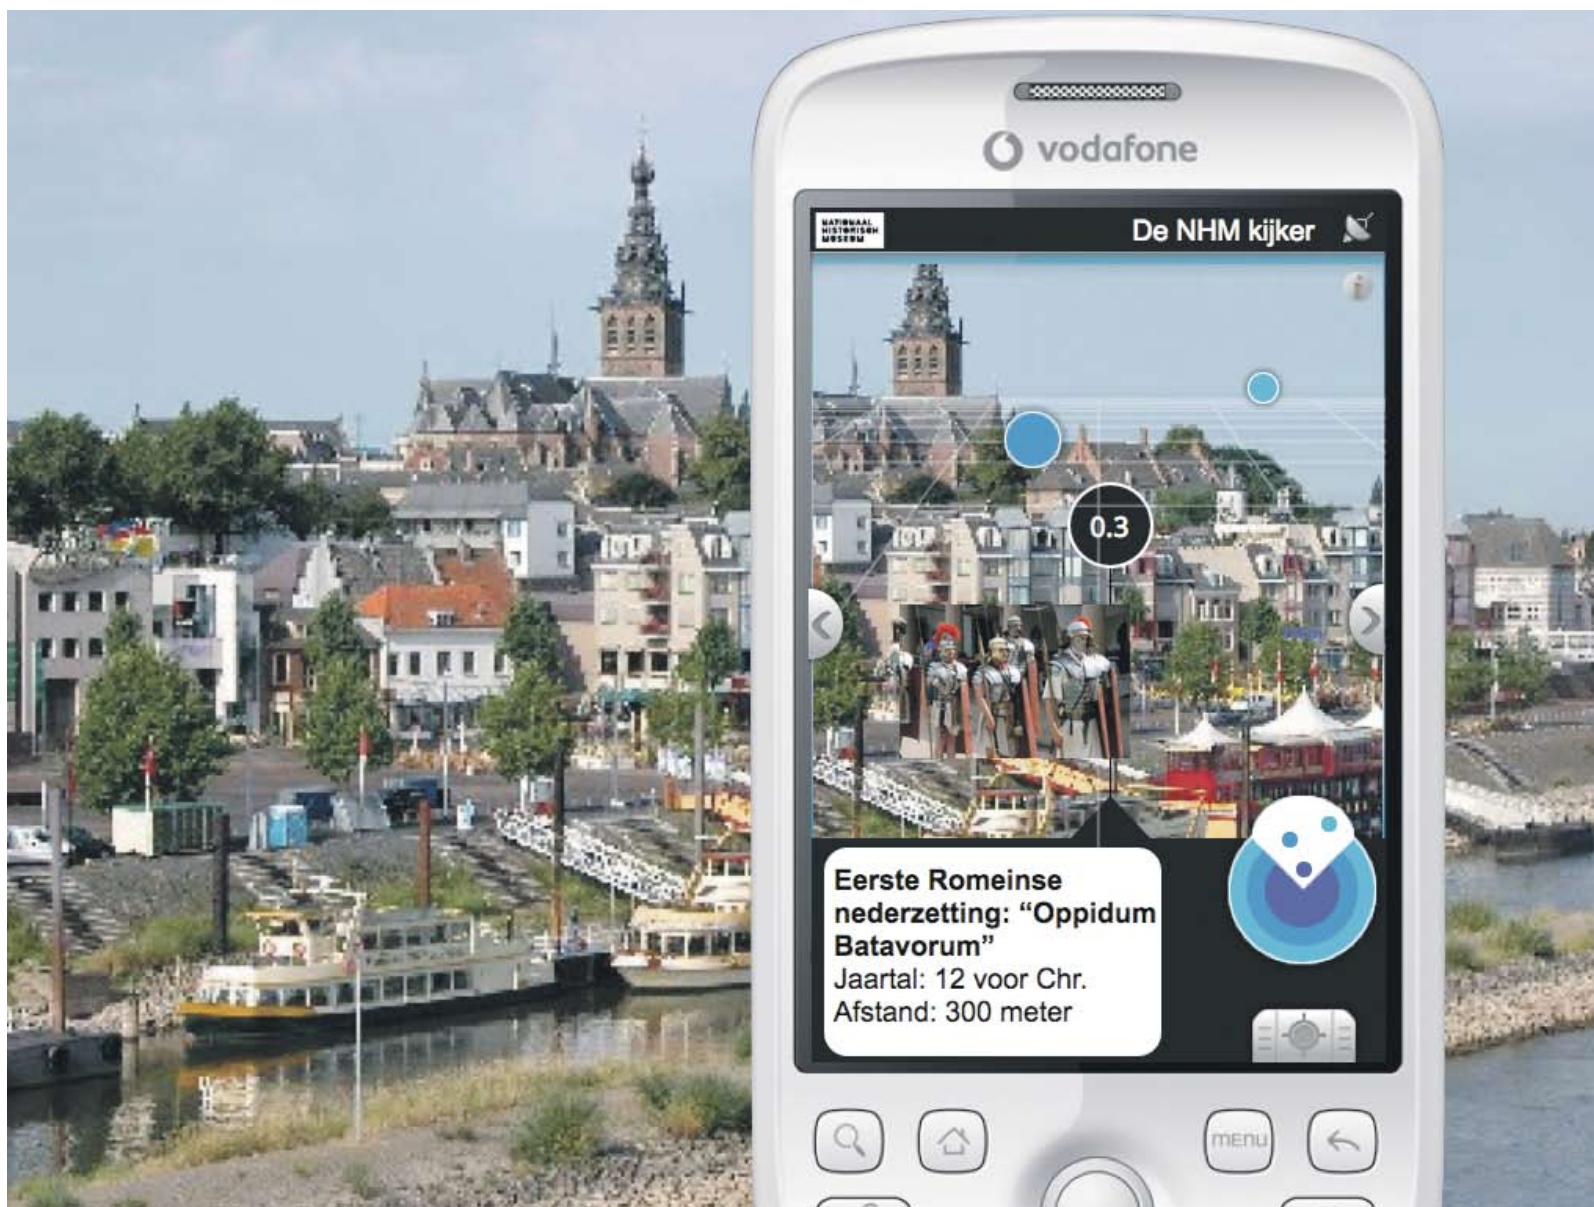 vodafone
NATIONAAL
HISTORISCH
MUSEUM
De NHM kijker
i
0.3
Eerste Romeinse
nederzetting: “Oppidum
Batavorum”
Jaartal: 12 voor Chr.
Afstand: 300 meter
menu